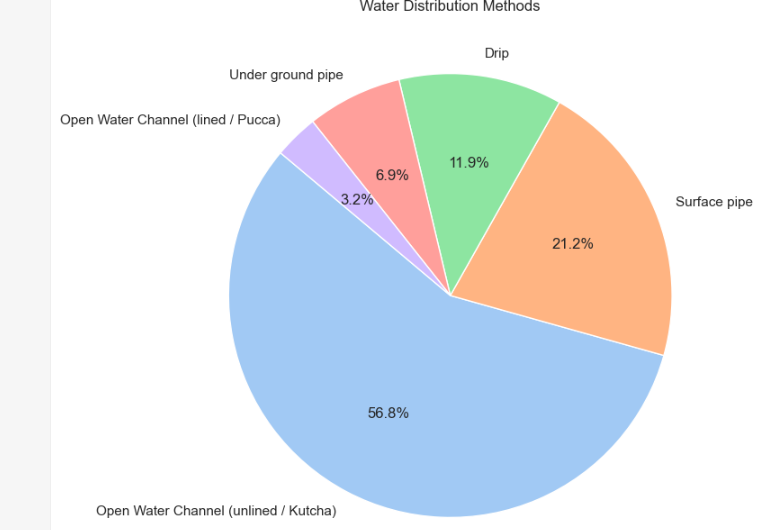 Water Distribution Methods
Drip
Under ground pipe
Open Water Channel (lined / Pucca)
11.9%
6.9%
3.2%
Surface pipe
21.2%
56.8%
Open Water Channel (unlined / Kutcha)